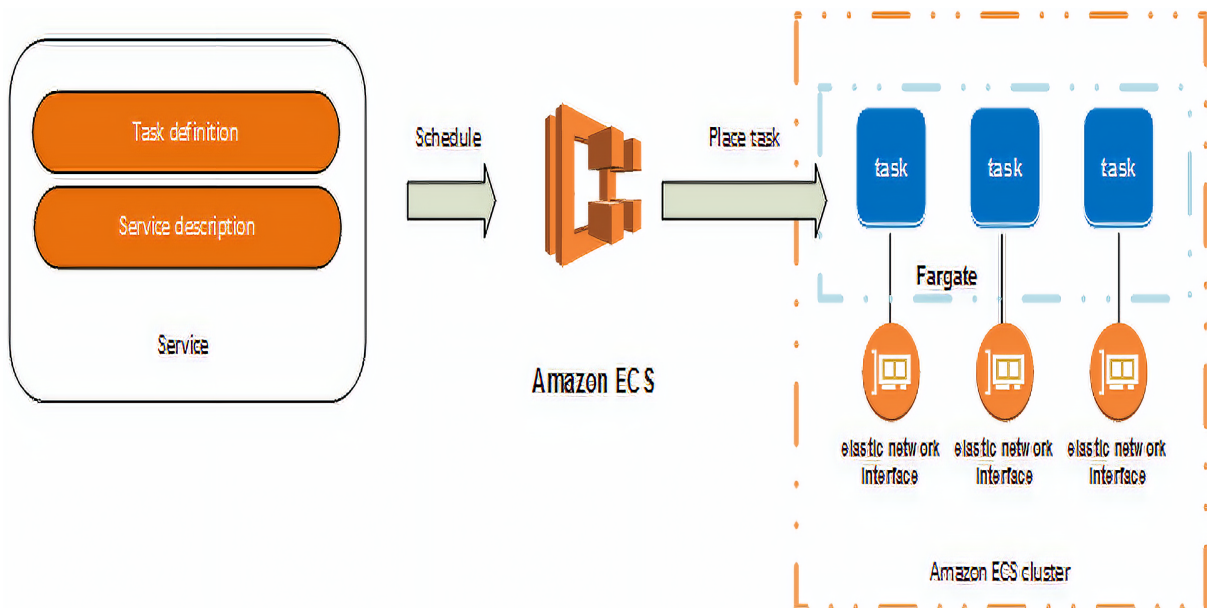 Task definition
Service description
Service
Schedule
Amazon ECS
Place task
task
task
task
Fargate
elastic network
interface
elastic network
interface
elastic network
interface
Amazon ECS cluster